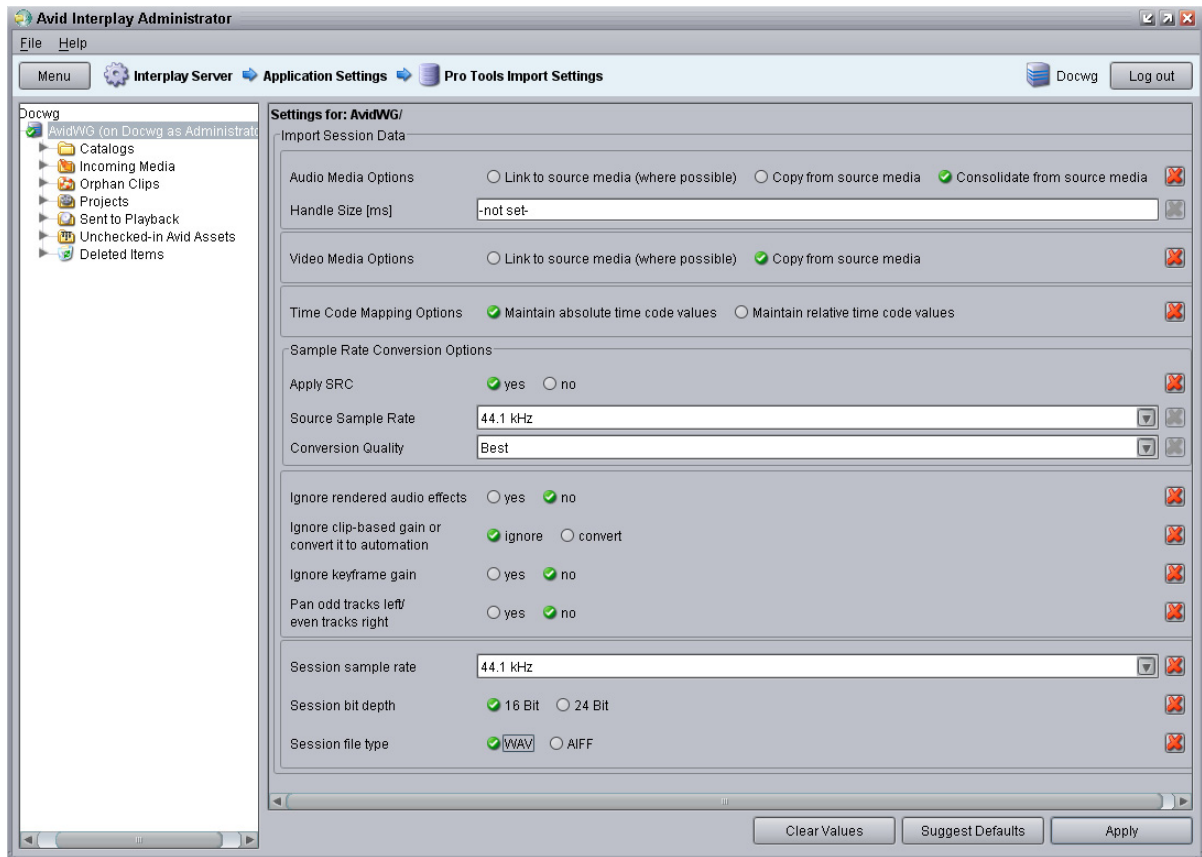 Avid Interplay Administrator
File Help
Menu Interplay Server Application Settings Pro Tools Import Settings Docwg Log out
Docwg
AvidWG (on Docwg as Administrato
Catalogs
Incoming Media
Orphan Clips
Projects
Sent to Playback
Unchecked-in Avid Assets
Deleted Items
Settings for: AvidWG/
Import Session Data
Audio Media Options Link to source media (where possible) Copy from source media Consolidate from source media
Handle Size [ms] -not set-
Video Media Options Link to source media (where possible) Copy from source media
Time Code Mapping Options Maintain absolute time code values Maintain relative time code values
Sample Rate Conversion Options
Apply SRC yes no
Source Sample Rate 44.1 kHz
Conversion Quality Best
Ignore rendered audio effects yes no
Ignore clip-based gain or
convert it to automation ignore convert
Ignore keyframe gain yes no
Pan odd tracks left/
even tracks right yes no
Session sample rate 44.1 kHz
Session bit depth 16 Bit 24 Bit
Session file type WAV AIFF
Clear Values Suggest Defaults Apply